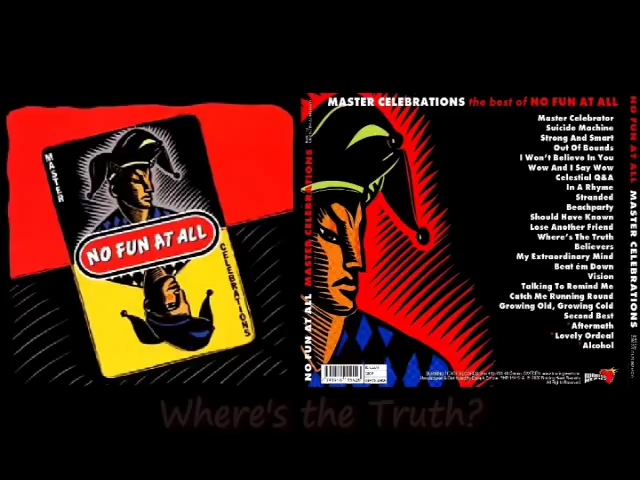 MASTER
NO FUN AT ALL
CELEBRATIONS
NO FUN AT ALL MASTER CELEBRATIONS
MASTER CELEBRATIONS the best of NO FUN AT ALL
Master Celebrator
Suicide Machine
Strong And Smart
Out Of Bounds
I Won't Believe In You
Wow And I Say Wow
Celestial Q&A
In A Rhyme
Stranded
Beachparty
Should Have Known
Lose Another Friend
Where's The Truth
Believers
My Extraordinary Mind
Beat ém Down
Vision
Talking To Remind Me
Catch Me Running Round
Growing Old, Growing Cold
Second Best
*Aftermath
*Lovely Ordeal
*Alcohol
NO FUN AT ALL MASTER CELEBRATIONS
Where's the Truth?